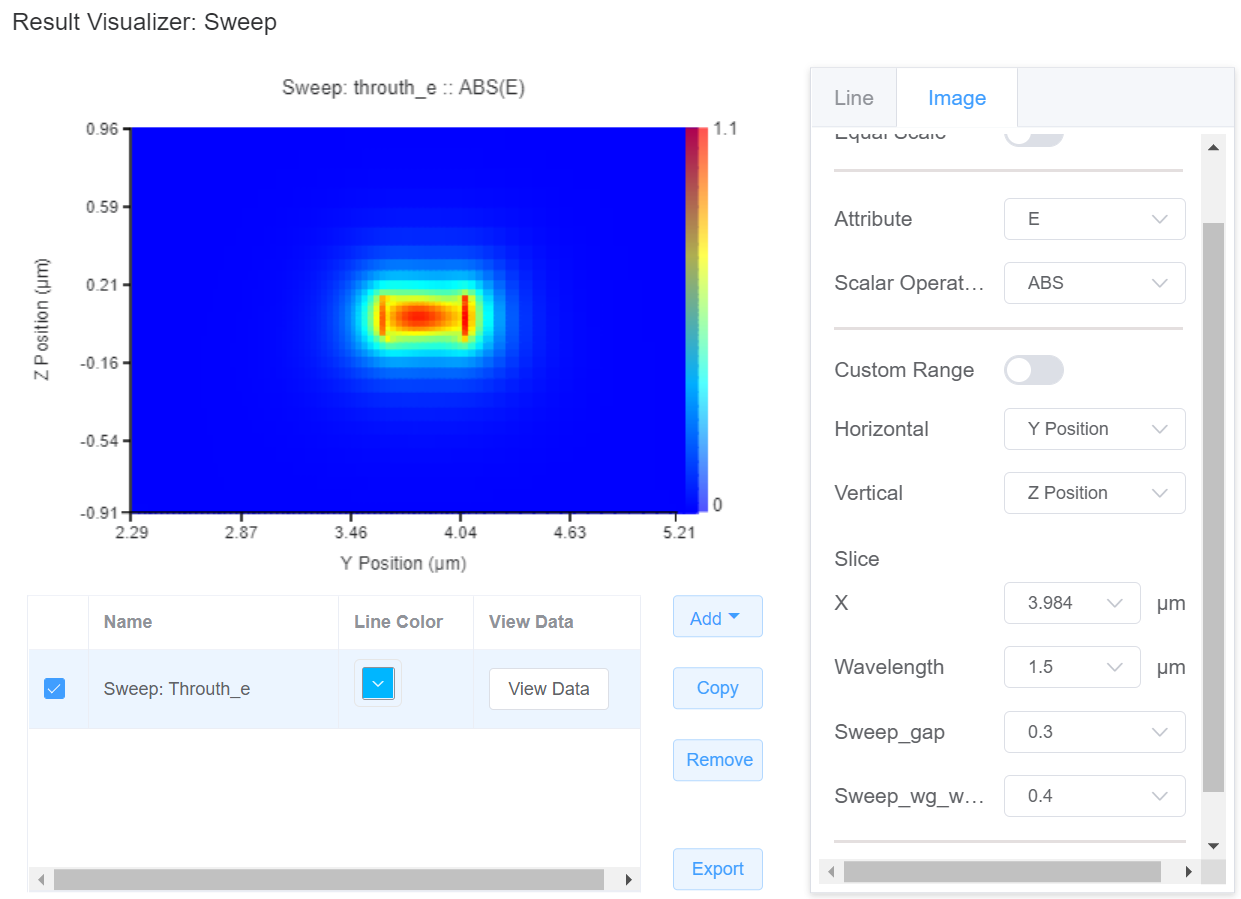 Result Visualizer: Sweep
Sweep: throuth_e :: ABS(E)
0.96
0.59
0.21
-0.16
-0.54
-0.91
Z Position (μm)
2.29 2.87 3.46 4.04 4.63 5.21
Y Position (μm)
1.1
0
Name Line Color View Data
Sweep: Throuth_e View Data
Add
Copy
Remove
Export
Line Image
Equal Scale
Attribute E
Scalar Operat... ABS
Custom Range
Horizontal Y Position
Vertical Z Position
Slice
X 3.984 μm
Wavelength 1.5 μm
Sweep_gap 0.3
Sweep_wg_w... 0.4